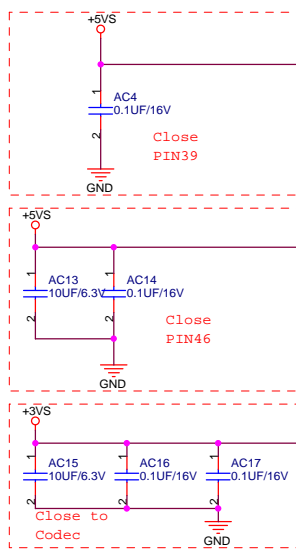 +5VS
1
AC4
0.1UF/16V
2
Close
PIN39
GND
+5VS
1
1
AC13
AC14
10UF/6.3V
0.1UF/16V
2
2
Close
PIN46
GND
+3VS
1
1
1
AC15
AC16
AC17
10UF/6.3V
0.1UF/16V
0.1UF/16V
2
2
2
Close to
Codec
GND